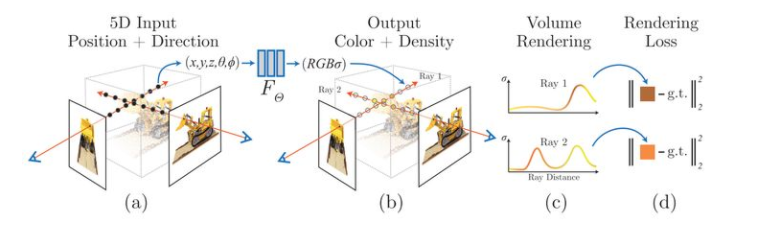 5D Input
Position + Direction
Output
Color + Density
Volume
Rendering
Rendering
Loss
(x,y,z,θ,ϕ)
F_Θ
(RGBσ)
Ray 1
Ray 2
σ
Ray 1
σ
Ray 2
Ray Distance
‖ - g.t. ‖₂²
‖ - g.t. ‖₂²
(a)
(b)
(c)
(d)